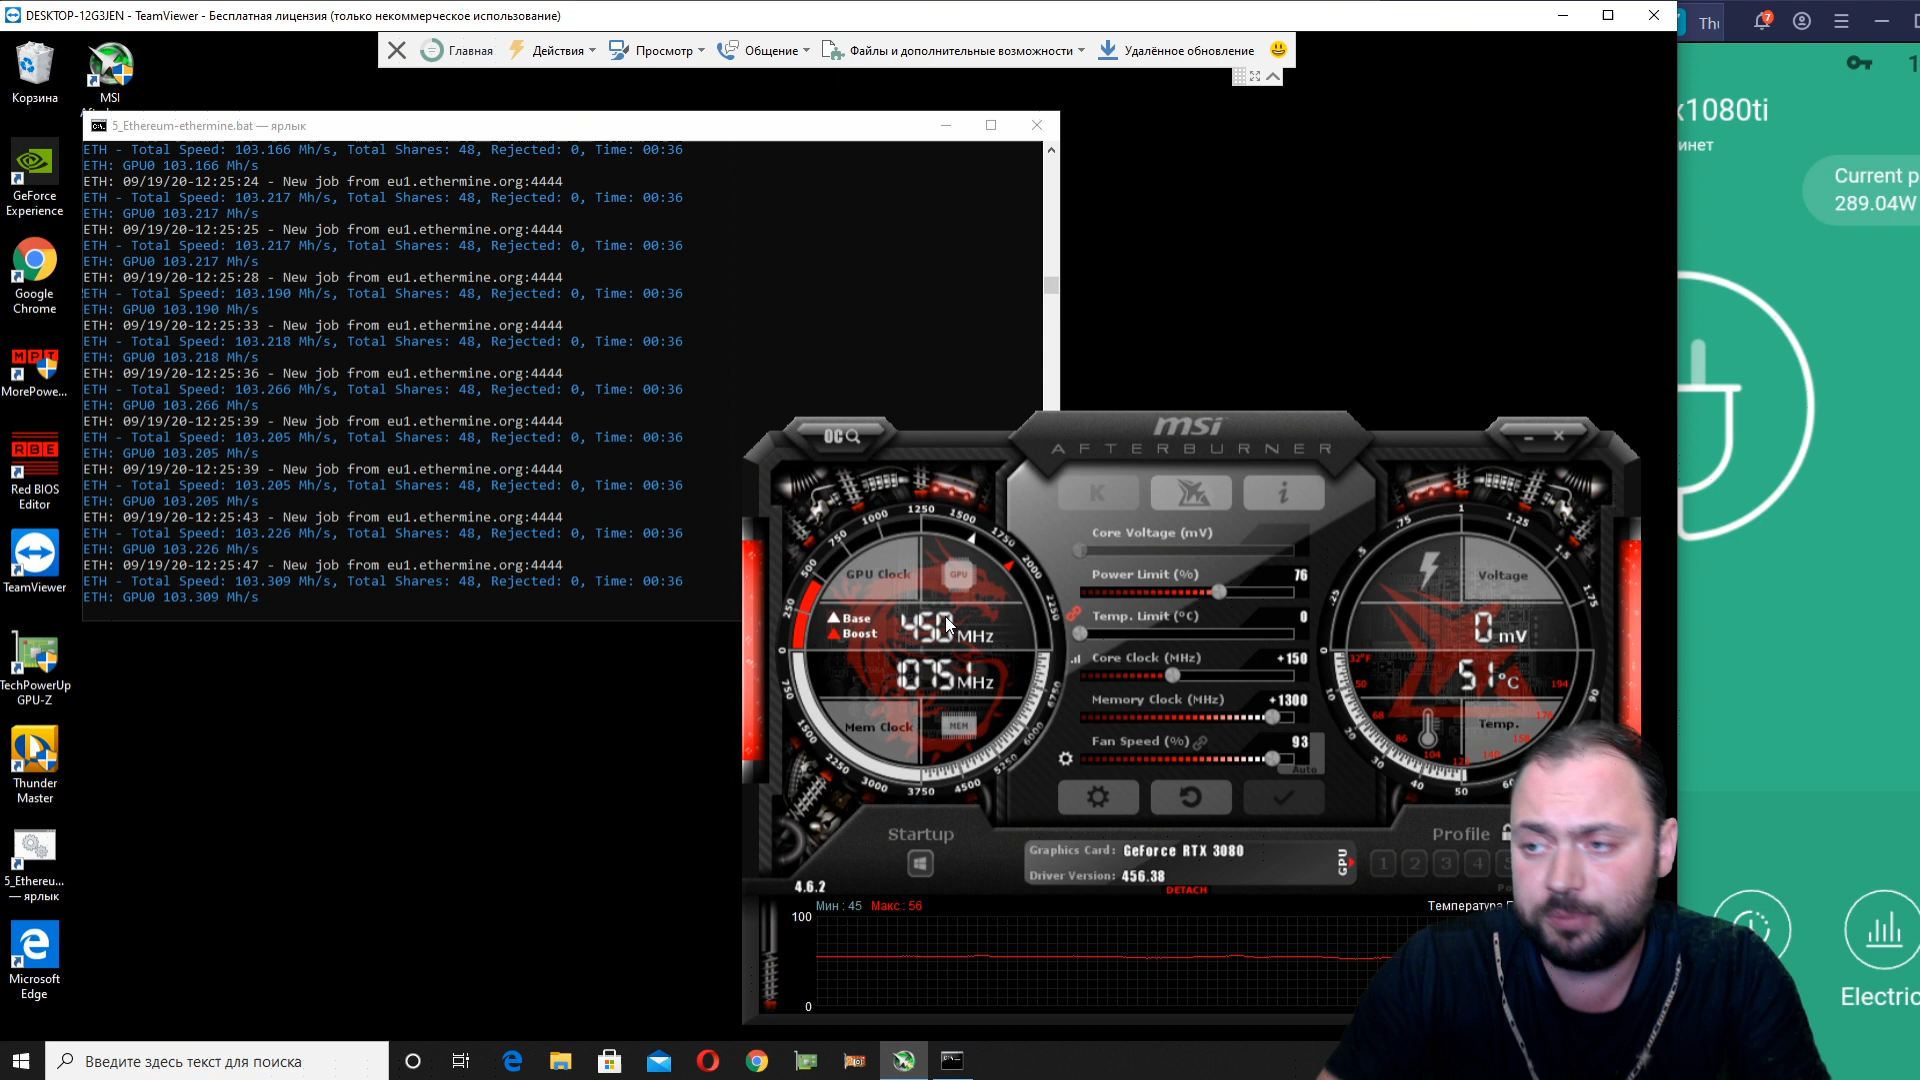 DESKTOP-12G3JEN - TeamViewer - Бесплатная лицензия (только некоммерческое использование)
Главная
Действия
Просмотр
Общение
Файлы и дополнительные возможности
Удалённое обновление
Корзина
MSI
GeForce Experience
Google Chrome
MorePowe...
Red BIOS Editor
TeamViewer
TechPowerUp GPU-Z
Thunder Master
5_Ethereu... — ярлык
Microsoft Edge
5_Ethereum-ethermine.bat — ярлык
ETH - Total Speed: 103.166 Mh/s, Total Shares: 48, Rejected: 0, Time: 00:36
ETH: GPU0 103.166 Mh/s
ETH: 09/19/20-12:25:24 - New job from eu1.ethermine.org:4444
ETH - Total Speed: 103.217 Mh/s, Total Shares: 48, Rejected: 0, Time: 00:36
ETH: GPU0 103.217 Mh/s
ETH: 09/19/20-12:25:25 - New job from eu1.ethermine.org:4444
ETH - Total Speed: 103.217 Mh/s, Total Shares: 48, Rejected: 0, Time: 00:36
ETH: GPU0 103.217 Mh/s
ETH: 09/19/20-12:25:28 - New job from eu1.ethermine.org:4444
ETH - Total Speed: 103.190 Mh/s, Total Shares: 48, Rejected: 0, Time: 00:36
ETH: GPU0 103.190 Mh/s
ETH: 09/19/20-12:25:33 - New job from eu1.ethermine.org:4444
ETH - Total Speed: 103.218 Mh/s, Total Shares: 48, Rejected: 0, Time: 00:36
ETH: GPU0 103.218 Mh/s
ETH: 09/19/20-12:25:36 - New job from eu1.ethermine.org:4444
ETH - Total Speed: 103.266 Mh/s, Total Shares: 48, Rejected: 0, Time: 00:36
ETH: GPU0 103.266 Mh/s
ETH: 09/19/20-12:25:39 - New job from eu1.ethermine.org:4444
ETH - Total Speed: 103.205 Mh/s, Total Shares: 48, Rejected: 0, Time: 00:36
ETH: GPU0 103.205 Mh/s
ETH: 09/19/20-12:25:39 - New job from eu1.ethermine.org:4444
ETH - Total Speed: 103.205 Mh/s, Total Shares: 48, Rejected: 0, Time: 00:36
ETH: GPU0 103.205 Mh/s
ETH: 09/19/20-12:25:43 - New job from eu1.ethermine.org:4444
ETH - Total Speed: 103.226 Mh/s, Total Shares: 48, Rejected: 0, Time: 00:36
ETH: GPU0 103.226 Mh/s
ETH: 09/19/20-12:25:47 - New job from eu1.ethermine.org:4444
ETH - Total Speed: 103.309 Mh/s, Total Shares: 48, Rejected: 0, Time: 00:36
ETH: GPU0 103.309 Mh/s
OC
msi
AFTERBURNER
K
i
GPU Clock
GPU
Base
Boost
450 MHz
10751 MHz
Mem Clock
MEM
Core Voltage (mV)
Power Limit (%) 76
Temp. Limit (°C) 0
Core Clock (MHz) +150
Memory Clock (MHz) +1300
Fan Speed (%) 93
Auto
Voltage
0 mV
51 °C
Temp.
Startup
Profile
1 2 3 4
Graphics Card: GeForce RTX 3080
Driver Version: 456.38
GPU
DETACH
4.6.2
Мин : 45 Макс : 56
100
0
Температура
Thu
7
x1080ti
инет
Current p
289.04W
Electric
Введите здесь текст для поиска